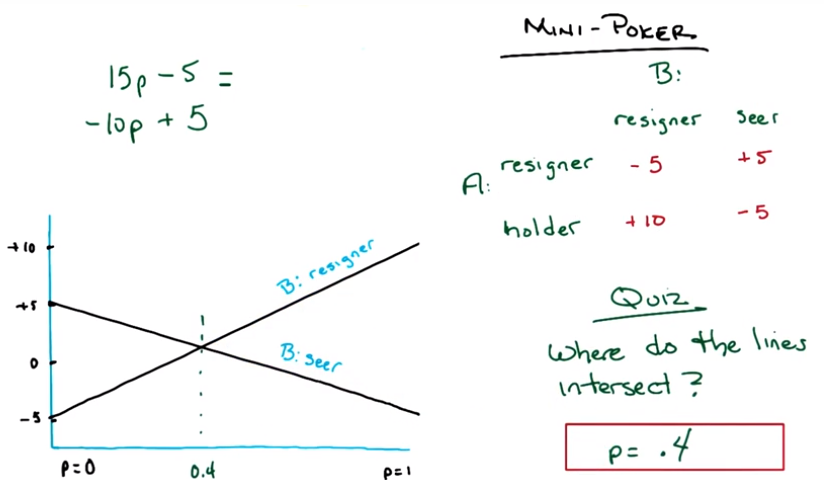 15p - 5 =
-10p + 5
MINI-POKER
B:
resigner seer
A: resigner -5 +5
holder +10 -5
+10
+5
0
-5
B: resigner
B: seer
p=0 0.4 p=1
Quiz
Where do the lines
intersect?
p= .4